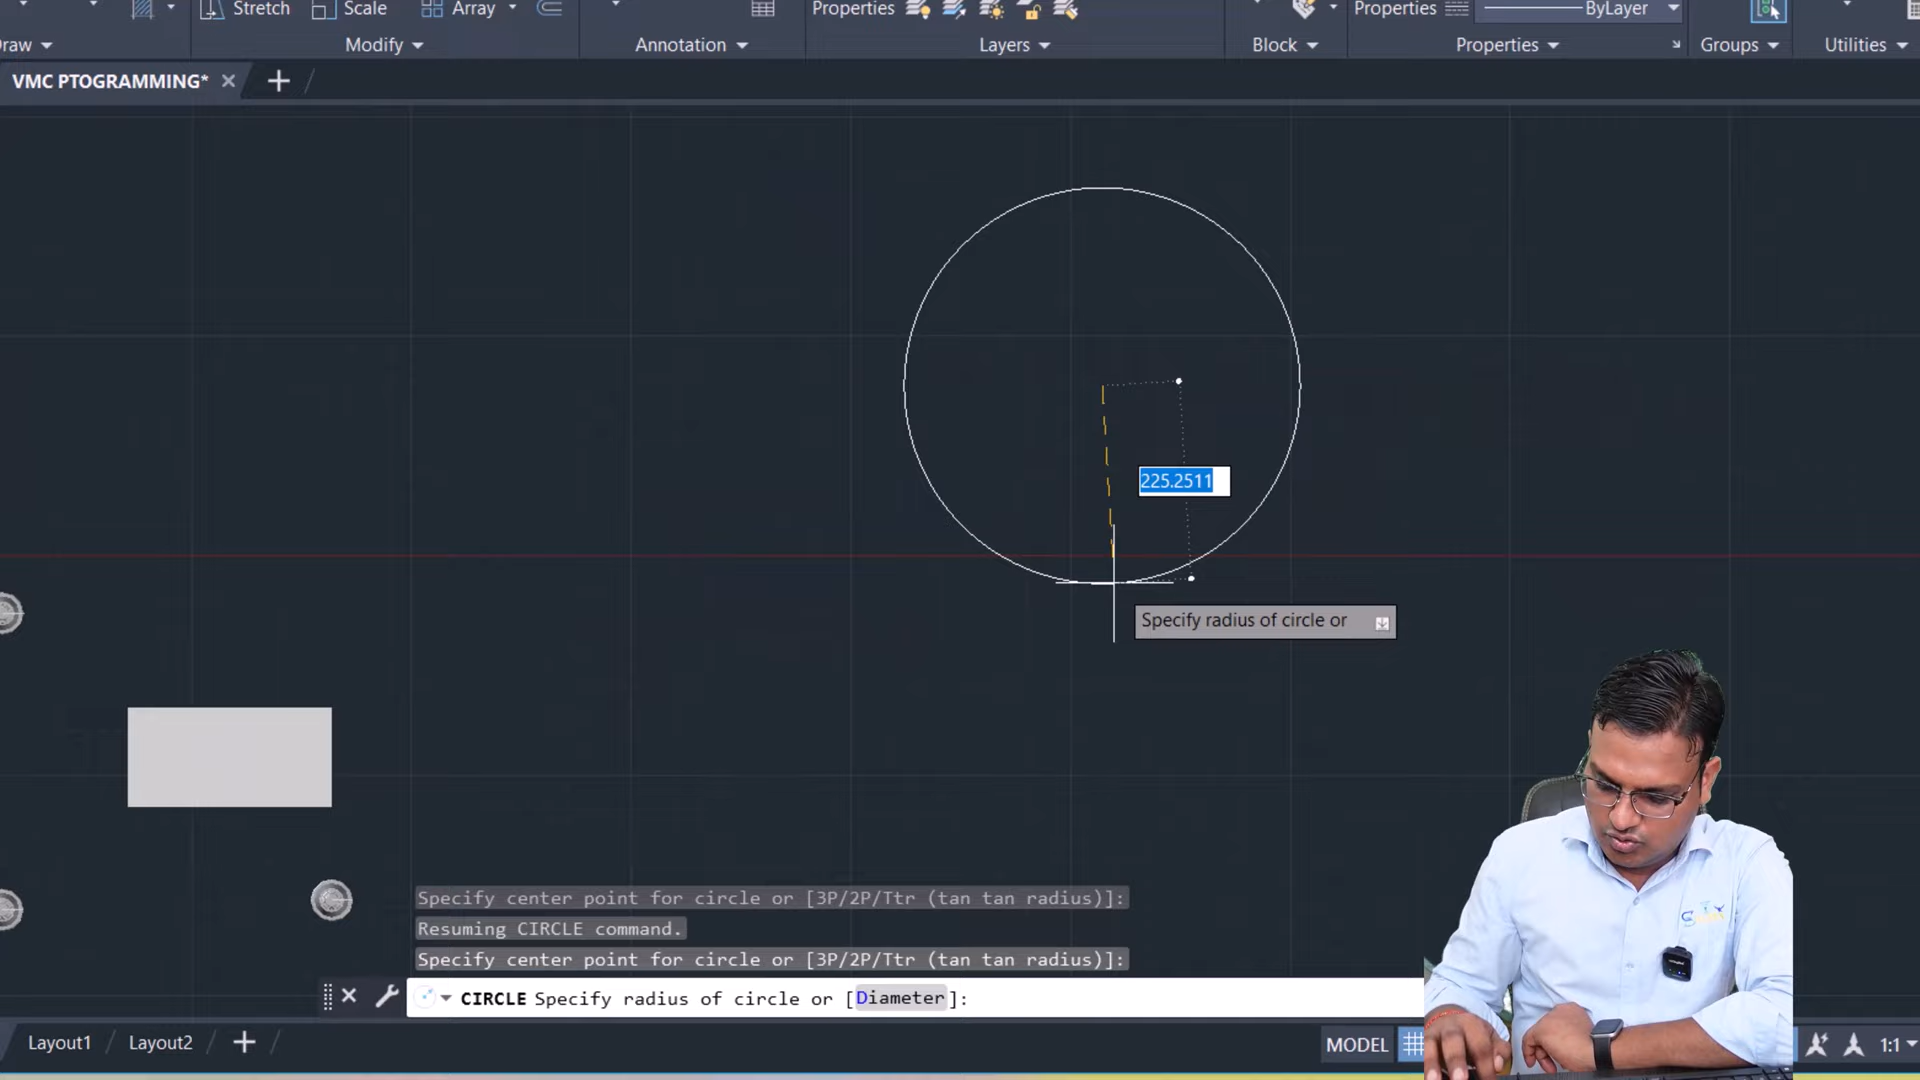 Stretch Scale Array Properties Properties ByLayer
raw Modify Annotation Layers Block Properties Groups Utilities
VMC PTOGRAMMING*
225.2511
Specify radius of circle or
Specify center point for circle or [3P/2P/Ttr (tan tan radius)]:
Resuming CIRCLE command.
Specify center point for circle or [3P/2P/Ttr (tan tan radius)]:
CIRCLE Specify radius of circle or [Diameter]:
Layout1 Layout2 MODEL 1:1